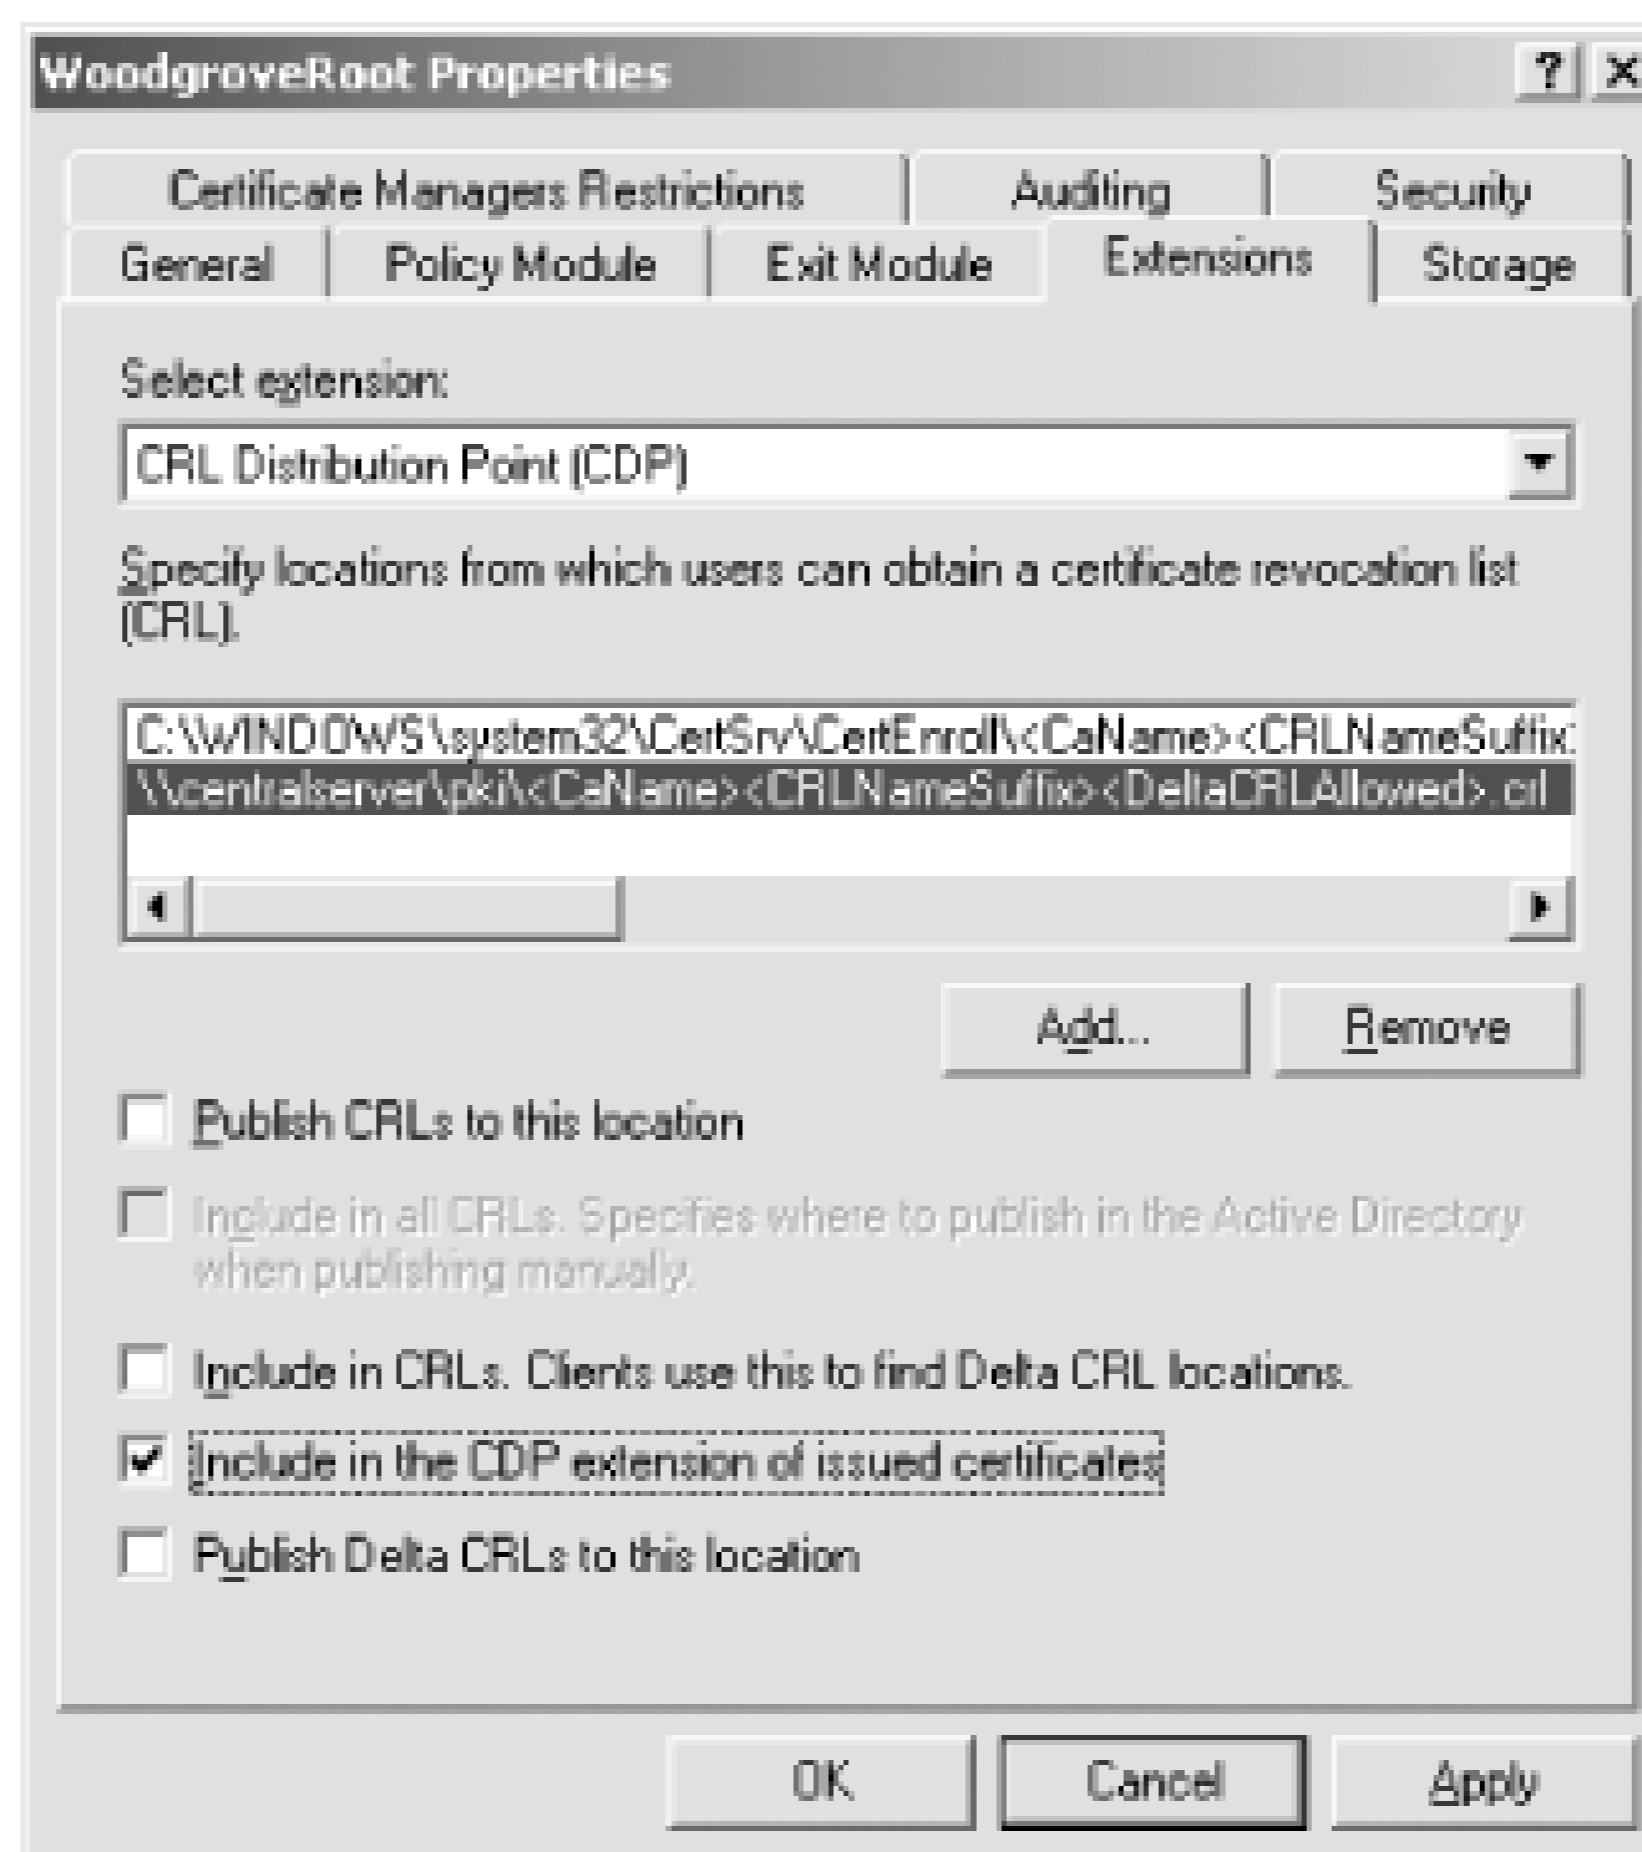 WoodgroveRoot Properties
Certificate Managers Restrictions Auditing Security
General Policy Module Exit Module Extensions Storage
Select extension:
CRL Distribution Point (CDP)
Specify locations from which users can obtain a certificate revocation list
(CRL).
C:\WINDOWS\system32\CertSrv\CertEnroll\<CaName><CRLNameSuffix>
\\centralserver\pki\<CaName><CRLNameSuffix><DeltaCRLAllowed>.crl
Add... Remove
Publish CRLs to this location
Include in all CRLs. Specifies where to publish in the Active Directory
when publishing manually.
Include in CRLs. Clients use this to find Delta CRL locations.
Include in the CDP extension of issued certificates
Publish Delta CRLs to this location
OK Cancel Apply